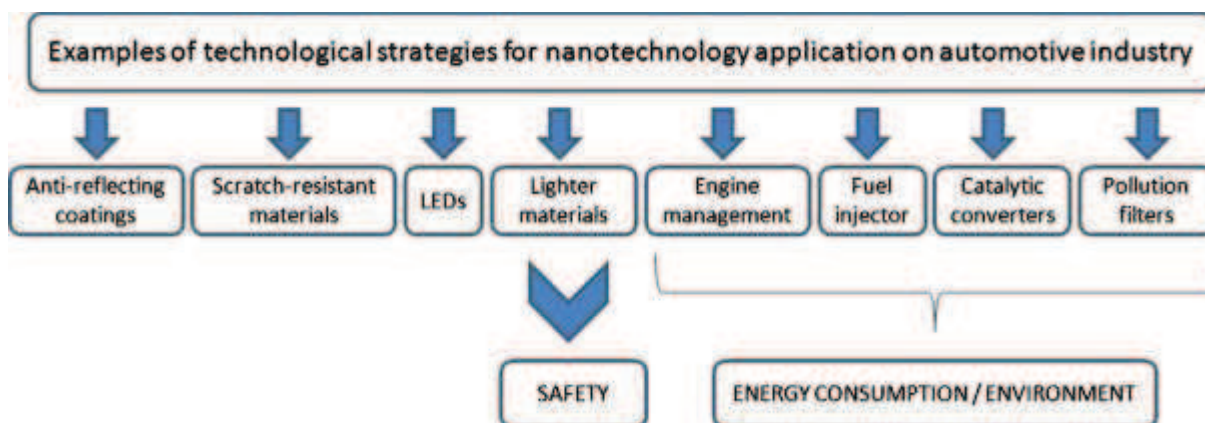 Examples of technological strategies for nanotechnology application on automotive industry
Anti-reflecting
coatings
Scratch-resistant
materials
LEDs
Lighter
materials
Engine
management
Fuel
injector
Catalytic
converters
Pollution
filters
SAFETY
ENERGY CONSUMPTION / ENVIRONMENT